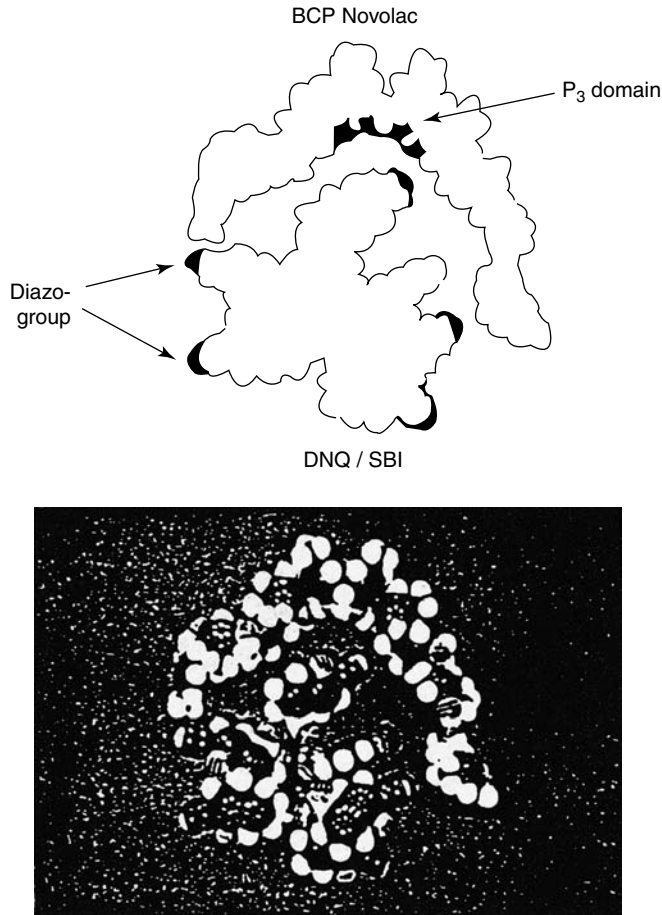 BCP Novolac
P₃ domain
Diazo-
group
DNQ / SBI